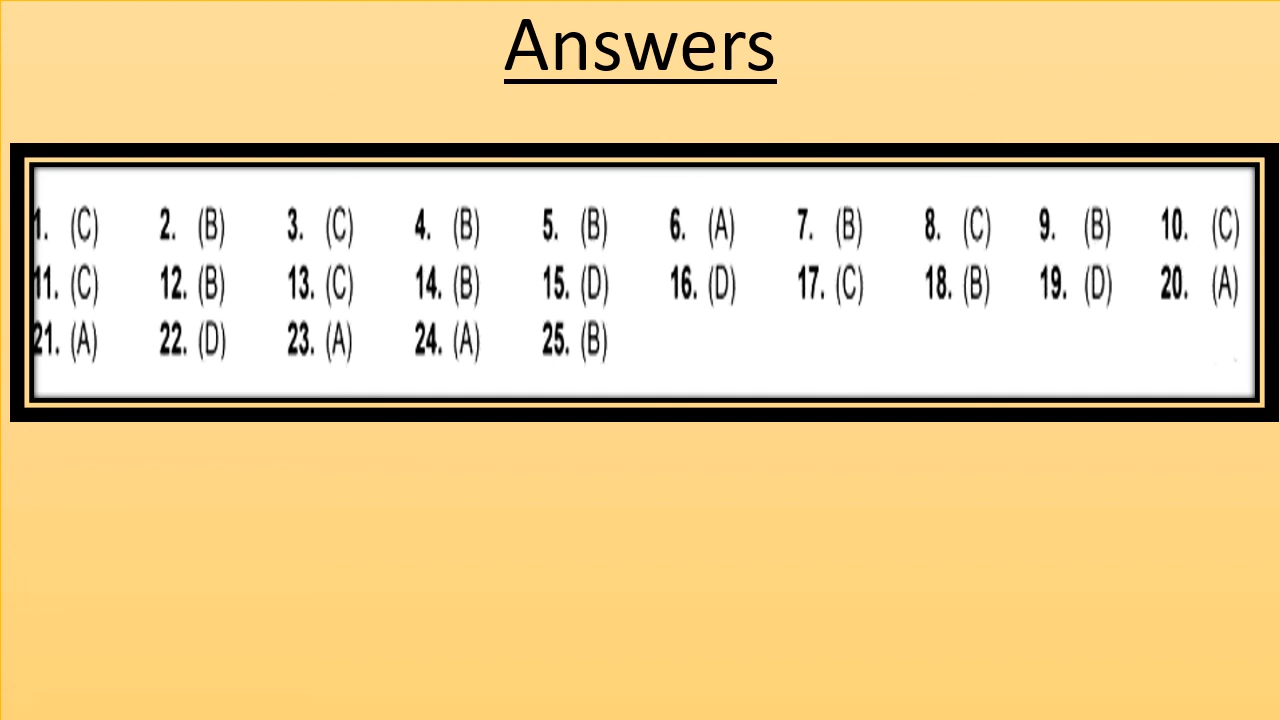 Answers
1. (C) 2. (B) 3. (C) 4. (B) 5. (B) 6. (A) 7. (B) 8. (C) 9. (B) 10. (C)
11. (C) 12. (B) 13. (C) 14. (B) 15. (D) 16. (D) 17. (C) 18. (B) 19. (D) 20. (A)
21. (A) 22. (D) 23. (A) 24. (A) 25. (B)